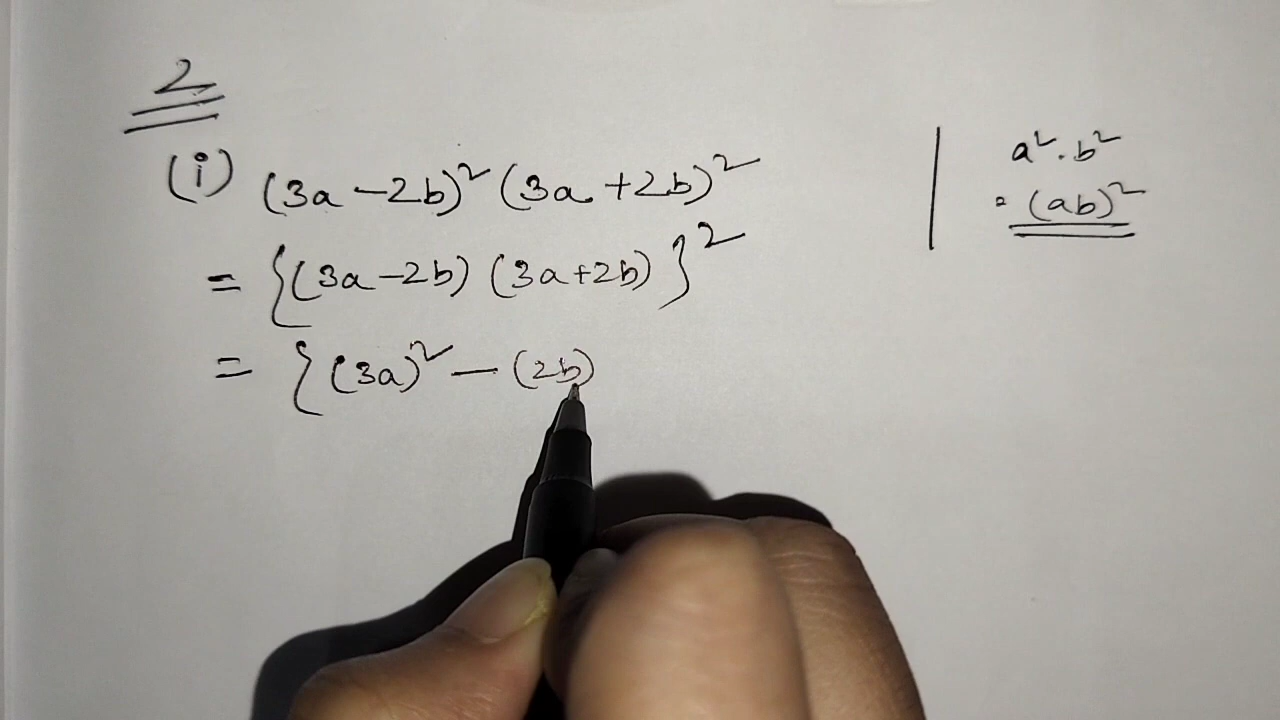 2
(i) (3a - 2b)² (3a + 2b)²
= {(3a - 2b) (3a + 2b)}²
= {(3a)² - (2b)
a² . b²
= (ab)²